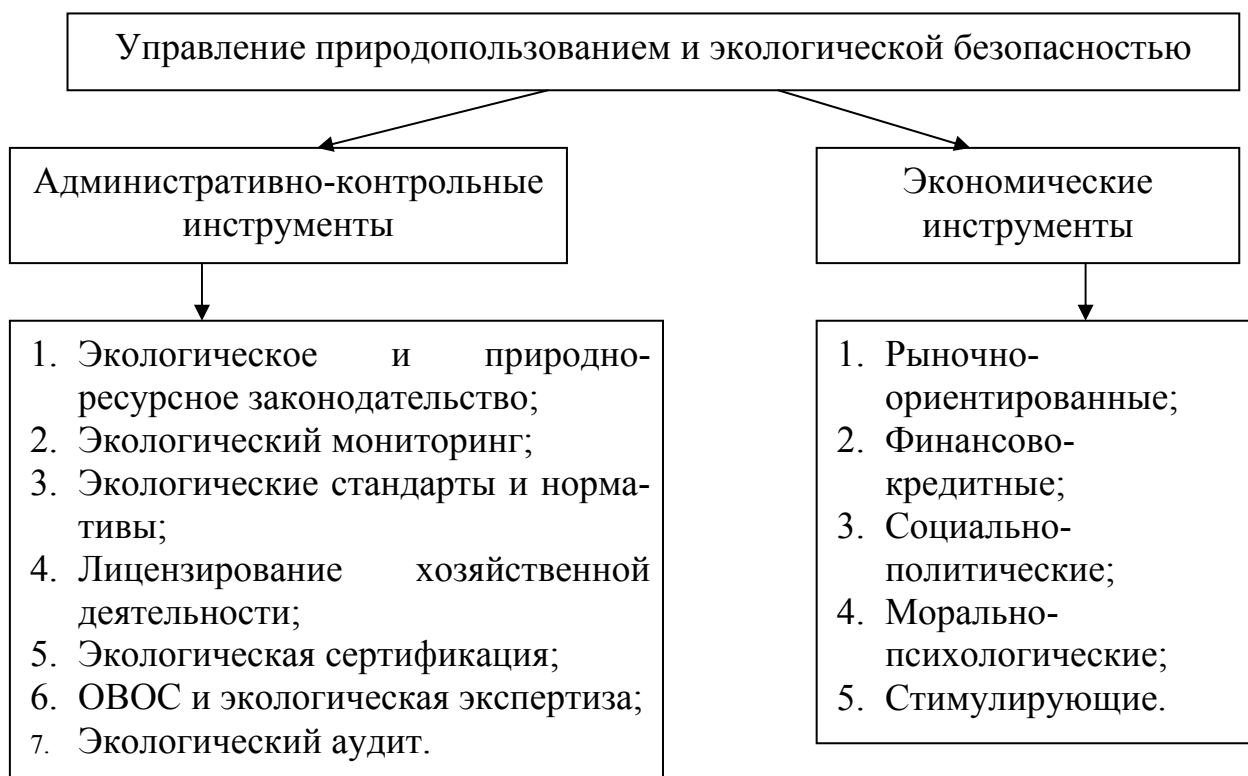 Управление природопользованием и экологической безопасностью
Административно-контрольные
инструменты
Экономические
инструменты
1. Экологическое и природно-
ресурсное законодательство;
2. Экологический мониторинг;
3. Экологические стандарты и норма-
тивы;
4. Лицензирование хозяйственной
деятельности;
5. Экологическая сертификация;
6. ОВОС и экологическая экспертиза;
7. Экологический аудит.
1. Рыночно-
ориентированные;
2. Финансово-
кредитные;
3. Социально-
политические;
4. Морально-
психологические;
5. Стимулирующие.